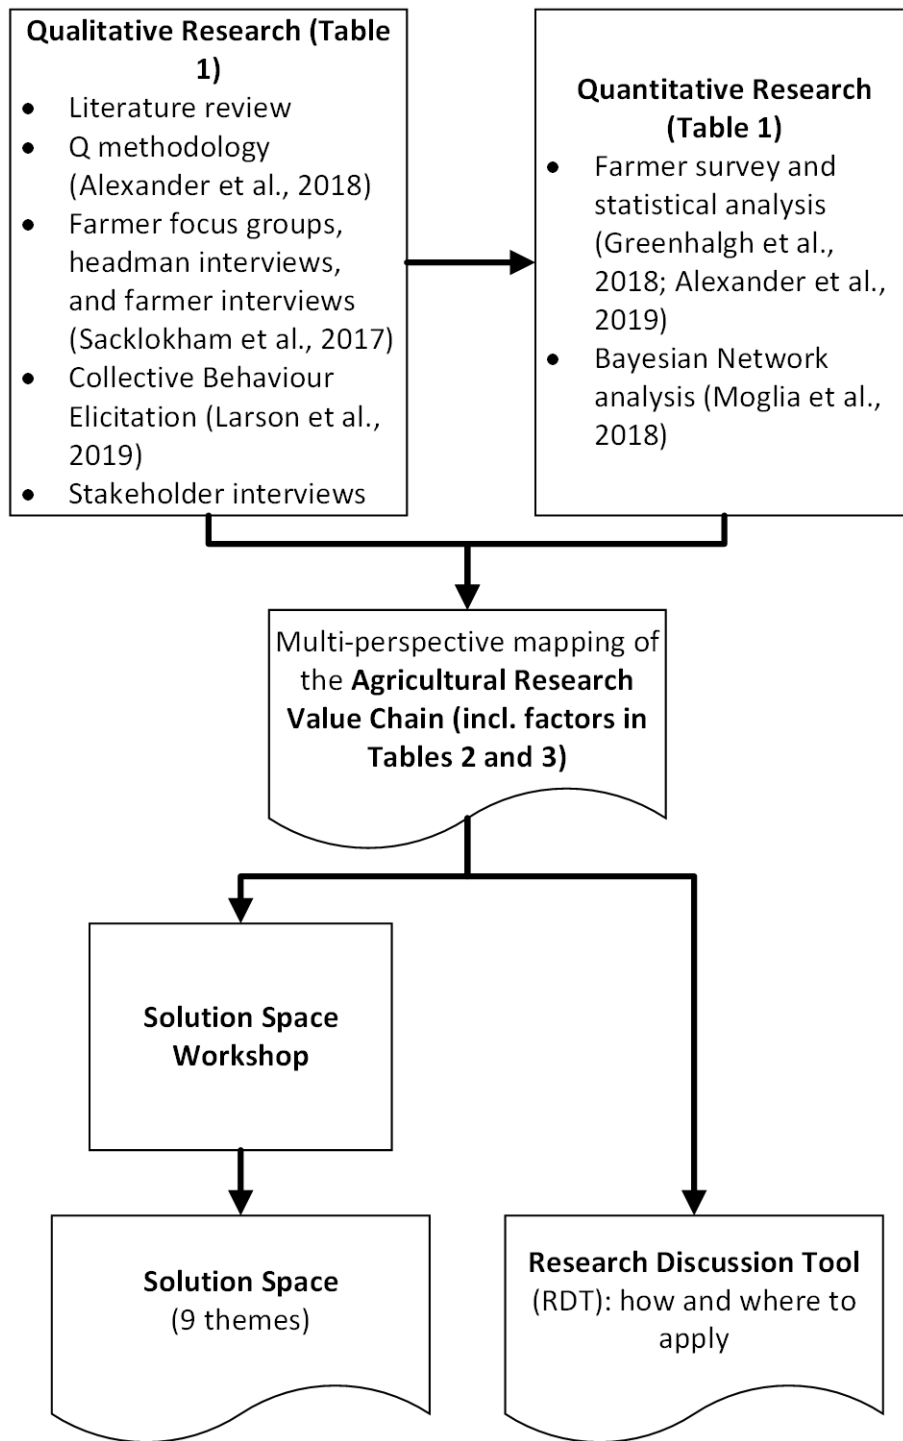 Qualitative Research (Table
1)
• Literature review
• Q methodology
(Alexander et al., 2018)
• Farmer focus groups,
headman interviews,
and farmer interviews
(Sacklokham et al., 2017)
• Collective Behaviour
Elicitation (Larson et al.,
2019)
• Stakeholder interviews
Quantitative Research
(Table 1)
• Farmer survey and
statistical analysis
(Greenhalgh et al.,
2018; Alexander et al.,
2019)
• Bayesian Network
analysis (Moglia et al.,
2018)
Multi-perspective mapping of
the Agricultural Research
Value Chain (incl. factors in
Tables 2 and 3)
Solution Space
Workshop
Solution Space
(9 themes)
Research Discussion Tool
(RDT): how and where to
apply